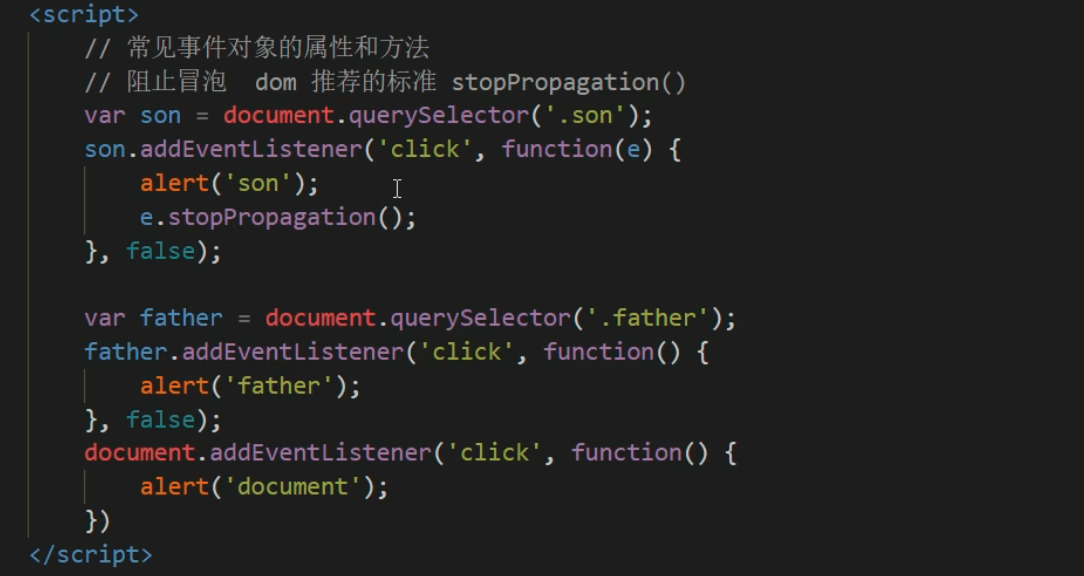 <script>
// 常见事件对象的属性和方法
// 阻止冒泡  dom 推荐的标准 stopPropagation()
var son = document.querySelector('.son');
son.addEventListener('click', function(e) {
alert('son');
e.stopPropagation();
}, false);
var father = document.querySelector('.father');
father.addEventListener('click', function() {
alert('father');
}, false);
document.addEventListener('click', function() {
alert('document');
})
</script>